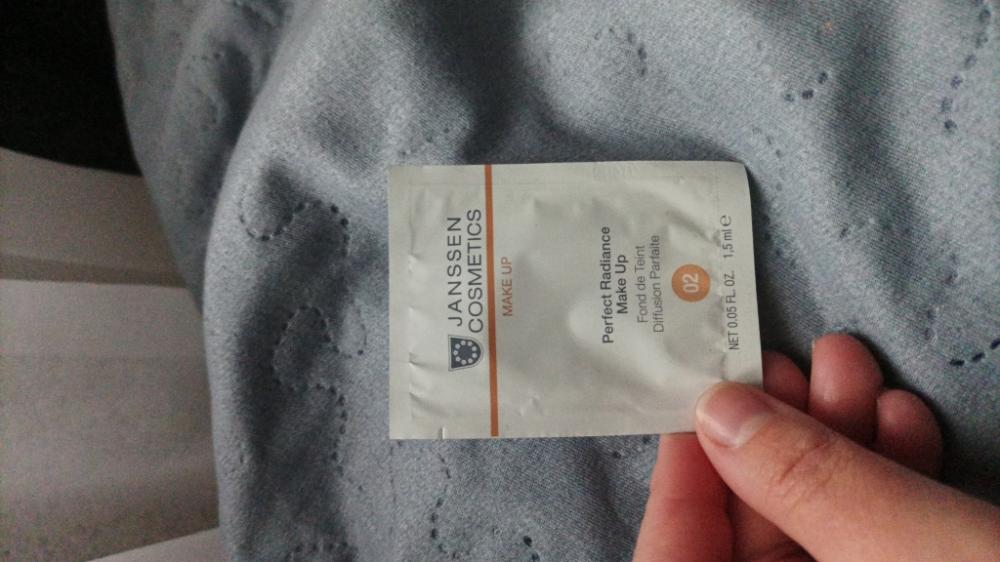 JANSSEN
COSMETICS
MAKE UP
Perfect Radiance
Make Up
Fond de Teint
Diffusion Parfaite
02
NET 0.05 FL. OZ. 1,5 ml ℮